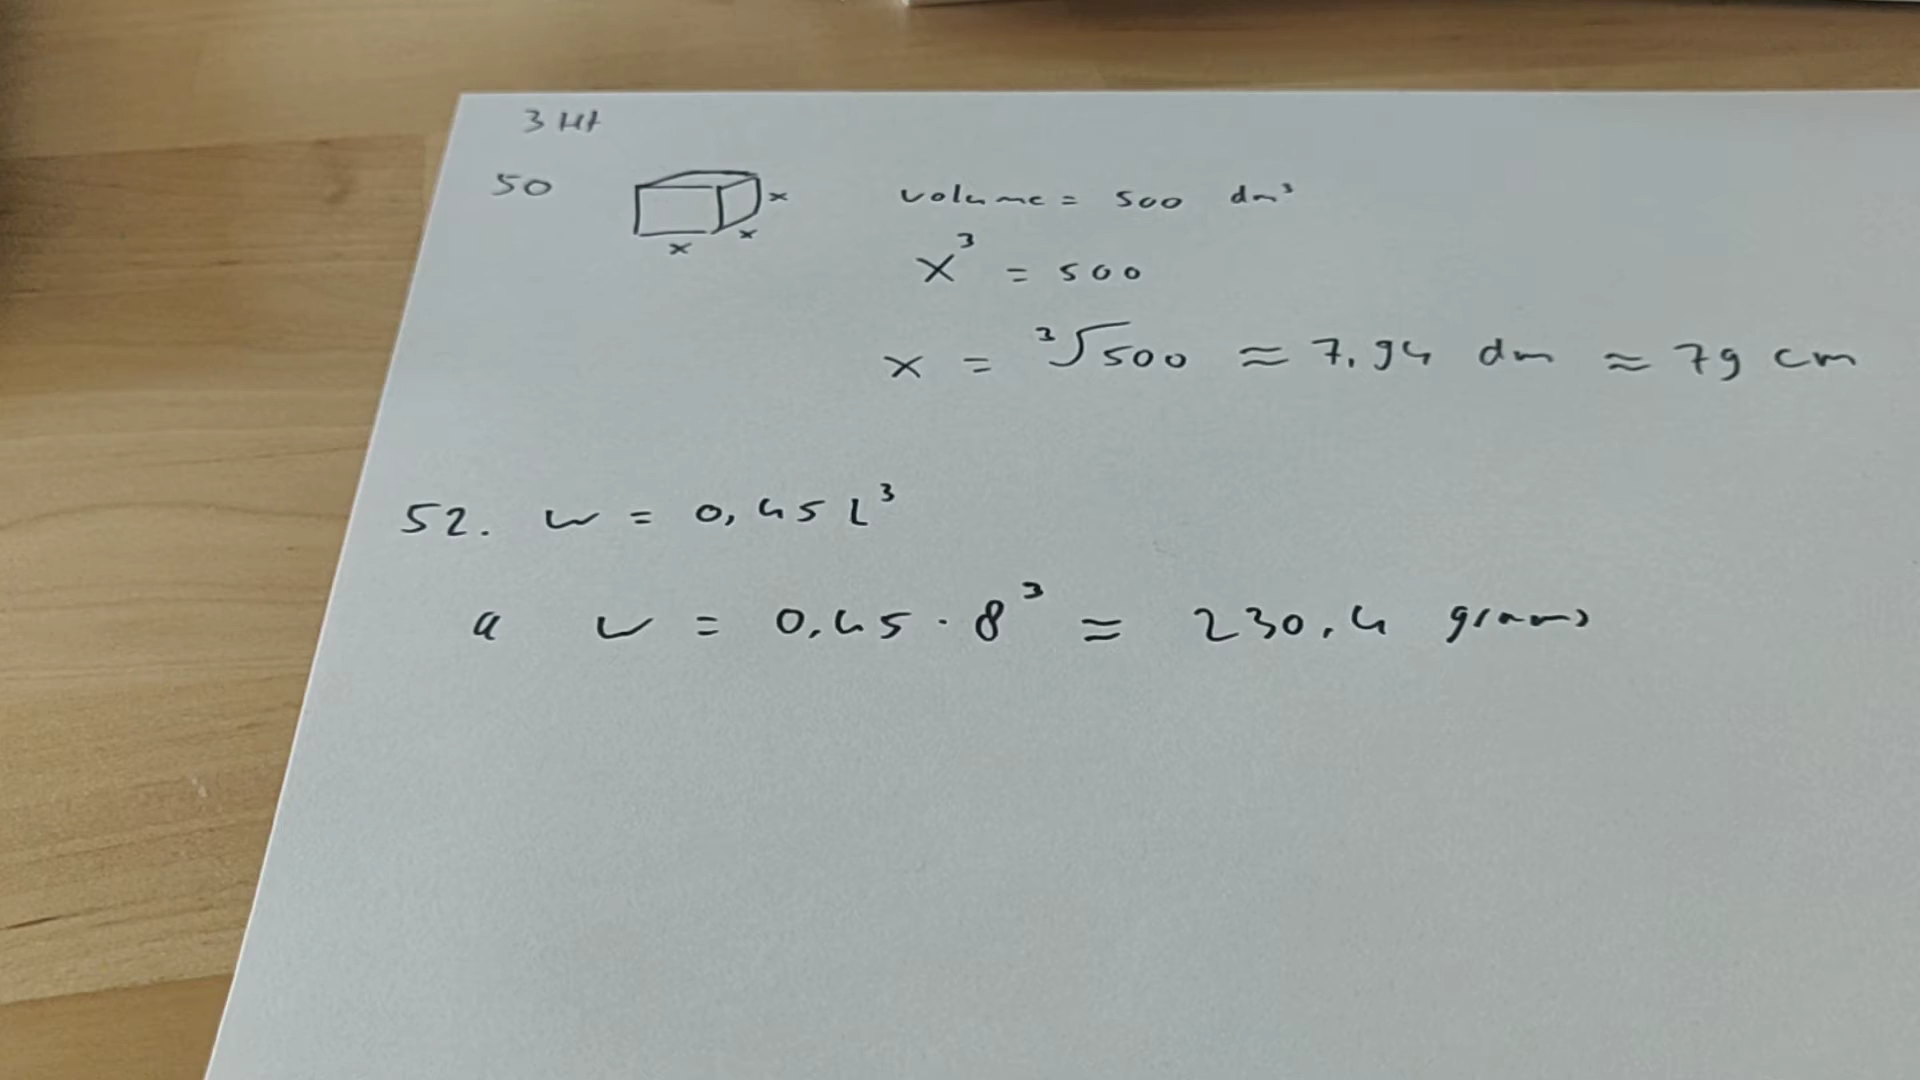 3 H1
50
x
x
x
volume = 500 dm³
x³ = 500
x = ³√500 ≈ 7.94 dm ≈ 79 cm
52. w = 0,45 L³
a w = 0.45 · 8³ = 230.4 grams